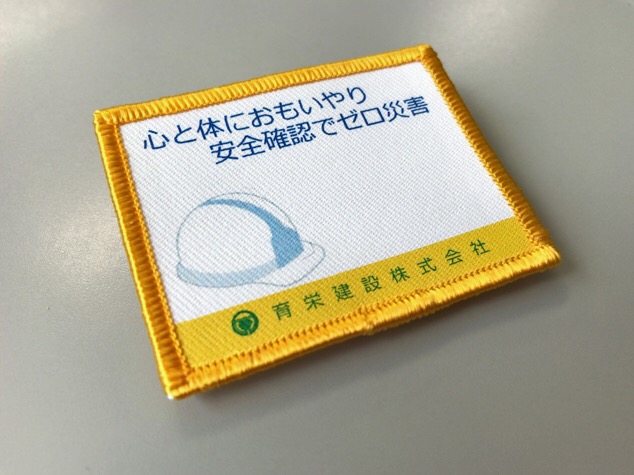 心と体におもいやり
安全確認でゼロ災害
育栄建設株式会社